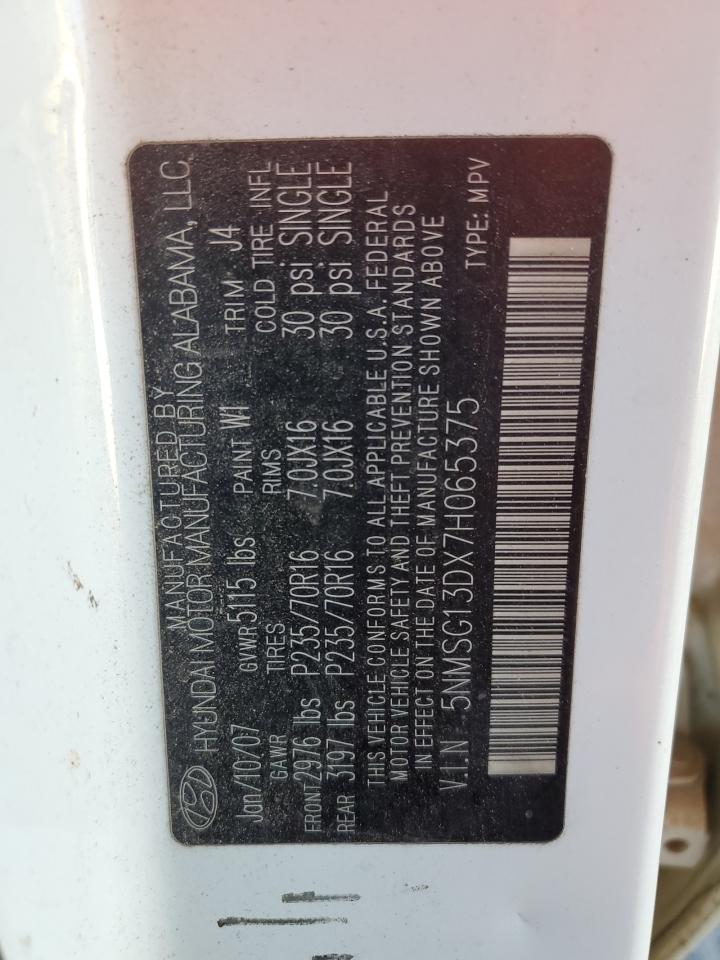 MANUFACTURED BY
HYUNDAI MOTOR MANUFACTURING ALABAMA, LLC.
Jan/10/07 GVWR 5115 lbs PAINT W1 TRIM J4
GAWR TIRES RIMS COLD TIRE INFL
FRONT 2976 lbs P235/70R16 7.0JX16 30 psi SINGLE
REAR 3197 lbs P235/70R16 7.0JX16 30 psi SINGLE
THIS VEHICLE CONFORMS TO ALL APPLICABLE U.S.A. FEDERAL
MOTOR VEHICLE SAFETY AND THEFT PREVENTION STANDARDS
IN EFFECT ON THE DATE OF MANUFACTURE SHOWN ABOVE
V.I.N 5NMSG13DX7H065375 TYPE: MPV